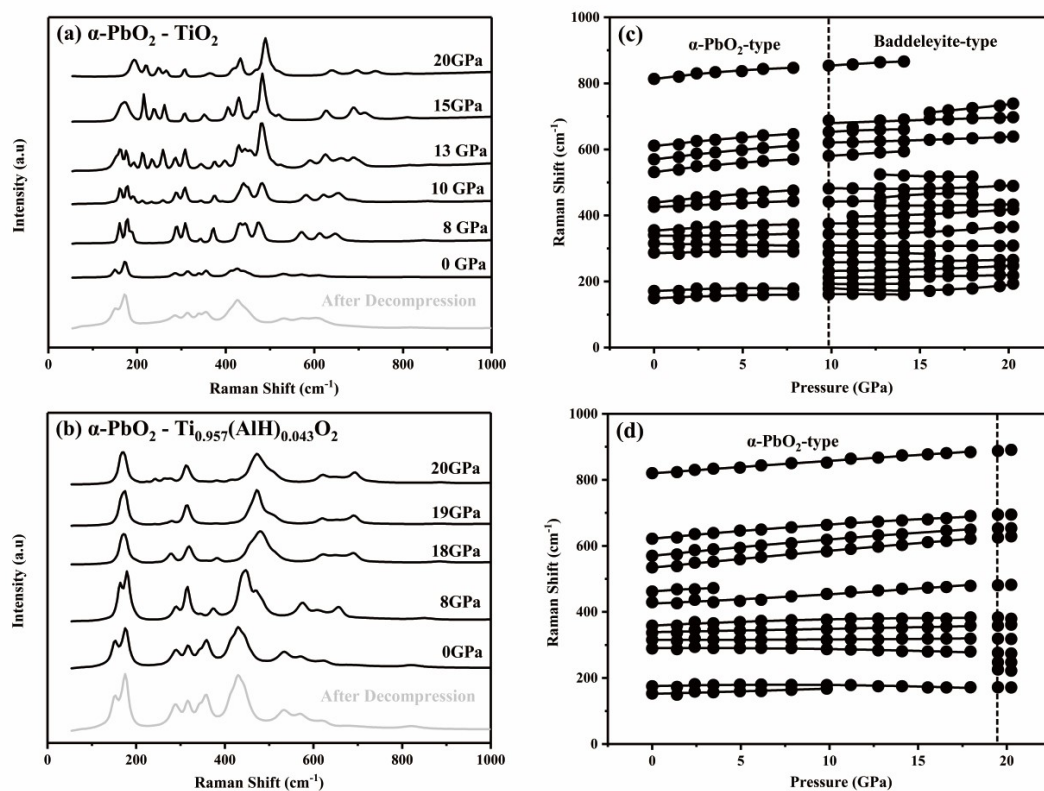 (a) α-PbO₂ - TiO₂
20GPa
15GPa
13 GPa
10 GPa
8 GPa
0 GPa
After Decompression
Intensity (a.u)
0 200 400 600 800 1000
Raman Shift (cm⁻¹)
(c)
α-PbO₂-type
Baddeleyite-type
Raman Shift (cm⁻¹)
1000
800
600
400
200
0
0 5 10 15 20
Pressure (GPa)
(b) α-PbO₂ - Ti₀.₉₅₇(AlH)₀.₀₄₃O₂
20GPa
19GPa
18GPa
8GPa
0GPa
After Decompression
Intensity (a.u)
0 200 400 600 800 1000
Raman Shift (cm⁻¹)
(d)
α-PbO₂-type
Raman Shift (cm⁻¹)
1000
800
600
400
200
0
0 5 10 15 20
Pressure (GPa)